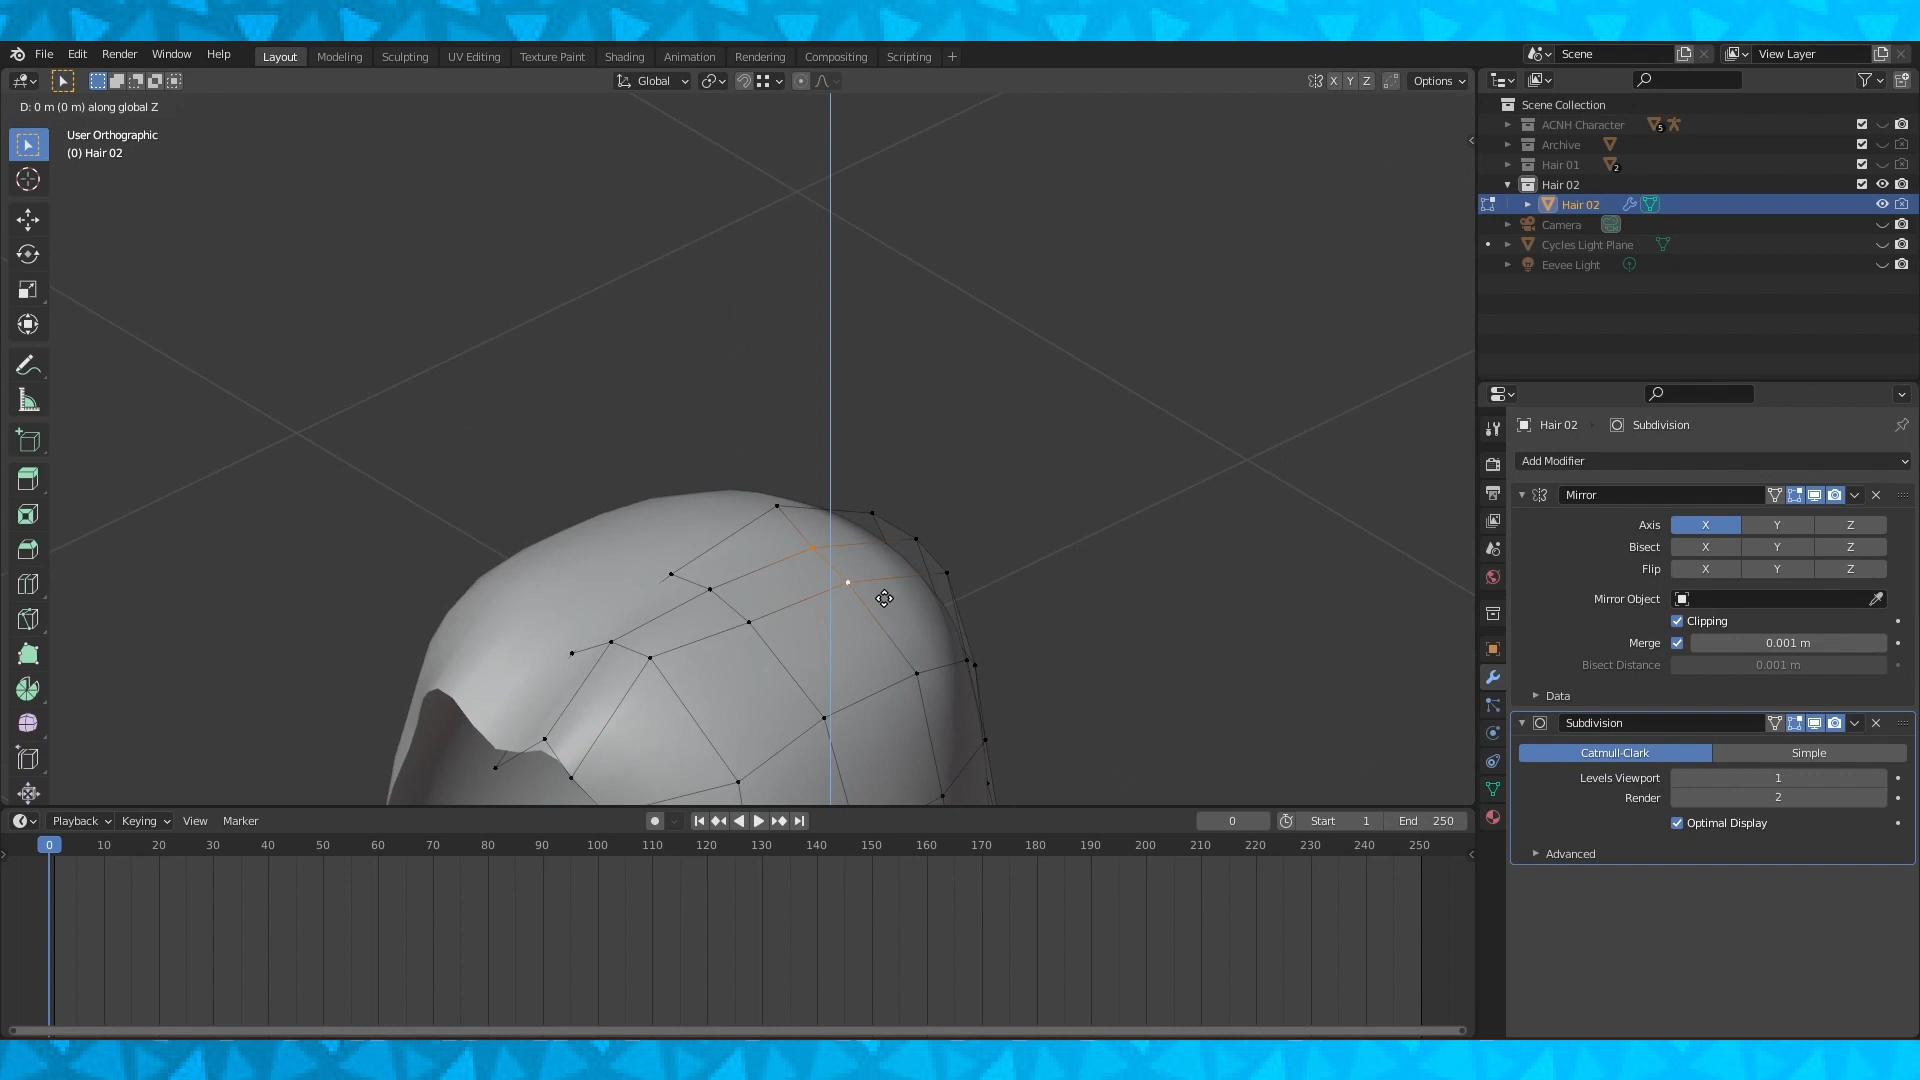 File Edit Render Window Help Layout Modeling Sculpting UV Editing Texture Paint Shading Animation Rendering Compositing Scripting + Scene View Layer
Global X Y Z Options
D: 0 m (0 m) along global Z
User Orthographic
(0) Hair 02
Scene Collection
ACNH Character 5
Archive
Hair 01 2
Hair 02
Hair 02
Camera
Cycles Light Plane
Eevee Light
Hair 02 Subdivision
Add Modifier
Mirror
Axis X Y Z
Bisect X Y Z
Flip X Y Z
Mirror Object
Clipping
Merge 0.001 m
Bisect Distance 0.001 m
Data
Subdivision
Catmull-Clark Simple
Levels Viewport 1
Render 2
Optimal Display
Advanced
Playback Keying View Marker 0 Start 1 End 250
0 10 20 30 40 50 60 70 80 90 100 110 120 130 140 150 160 170 180 190 200 210 220 230 240 250